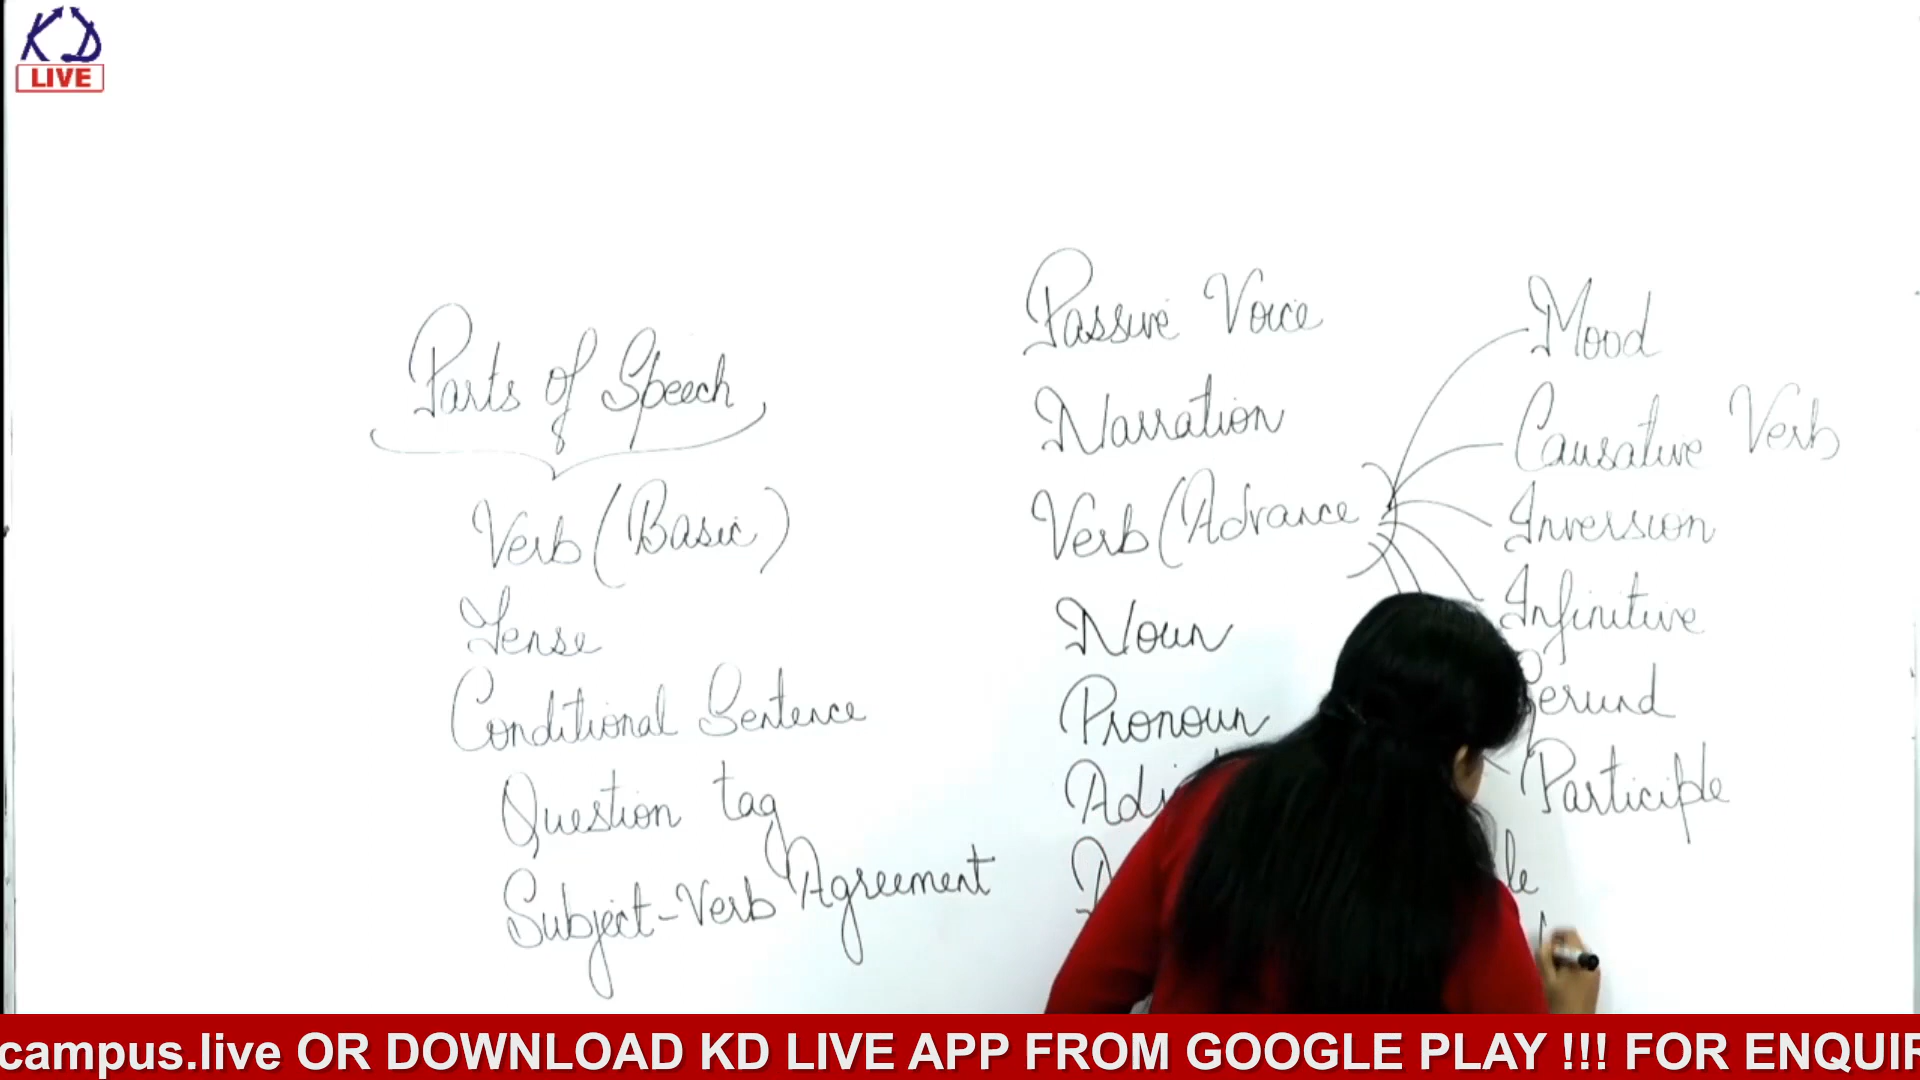 KD
LIVE
Parts of Speech
Verb (Basic)
Tense
Conditional Sentence
Question tag
Subject-Verb Agreement
Passive Voice
Narration
Verb (Advance)
Noun
Pronoun
Mood
Causative Verb
Inversion
Infinitive
Gerund
Participle
campus.live OR DOWNLOAD KD LIVE APP FROM GOOGLE PLAY !!! FOR ENQUIR